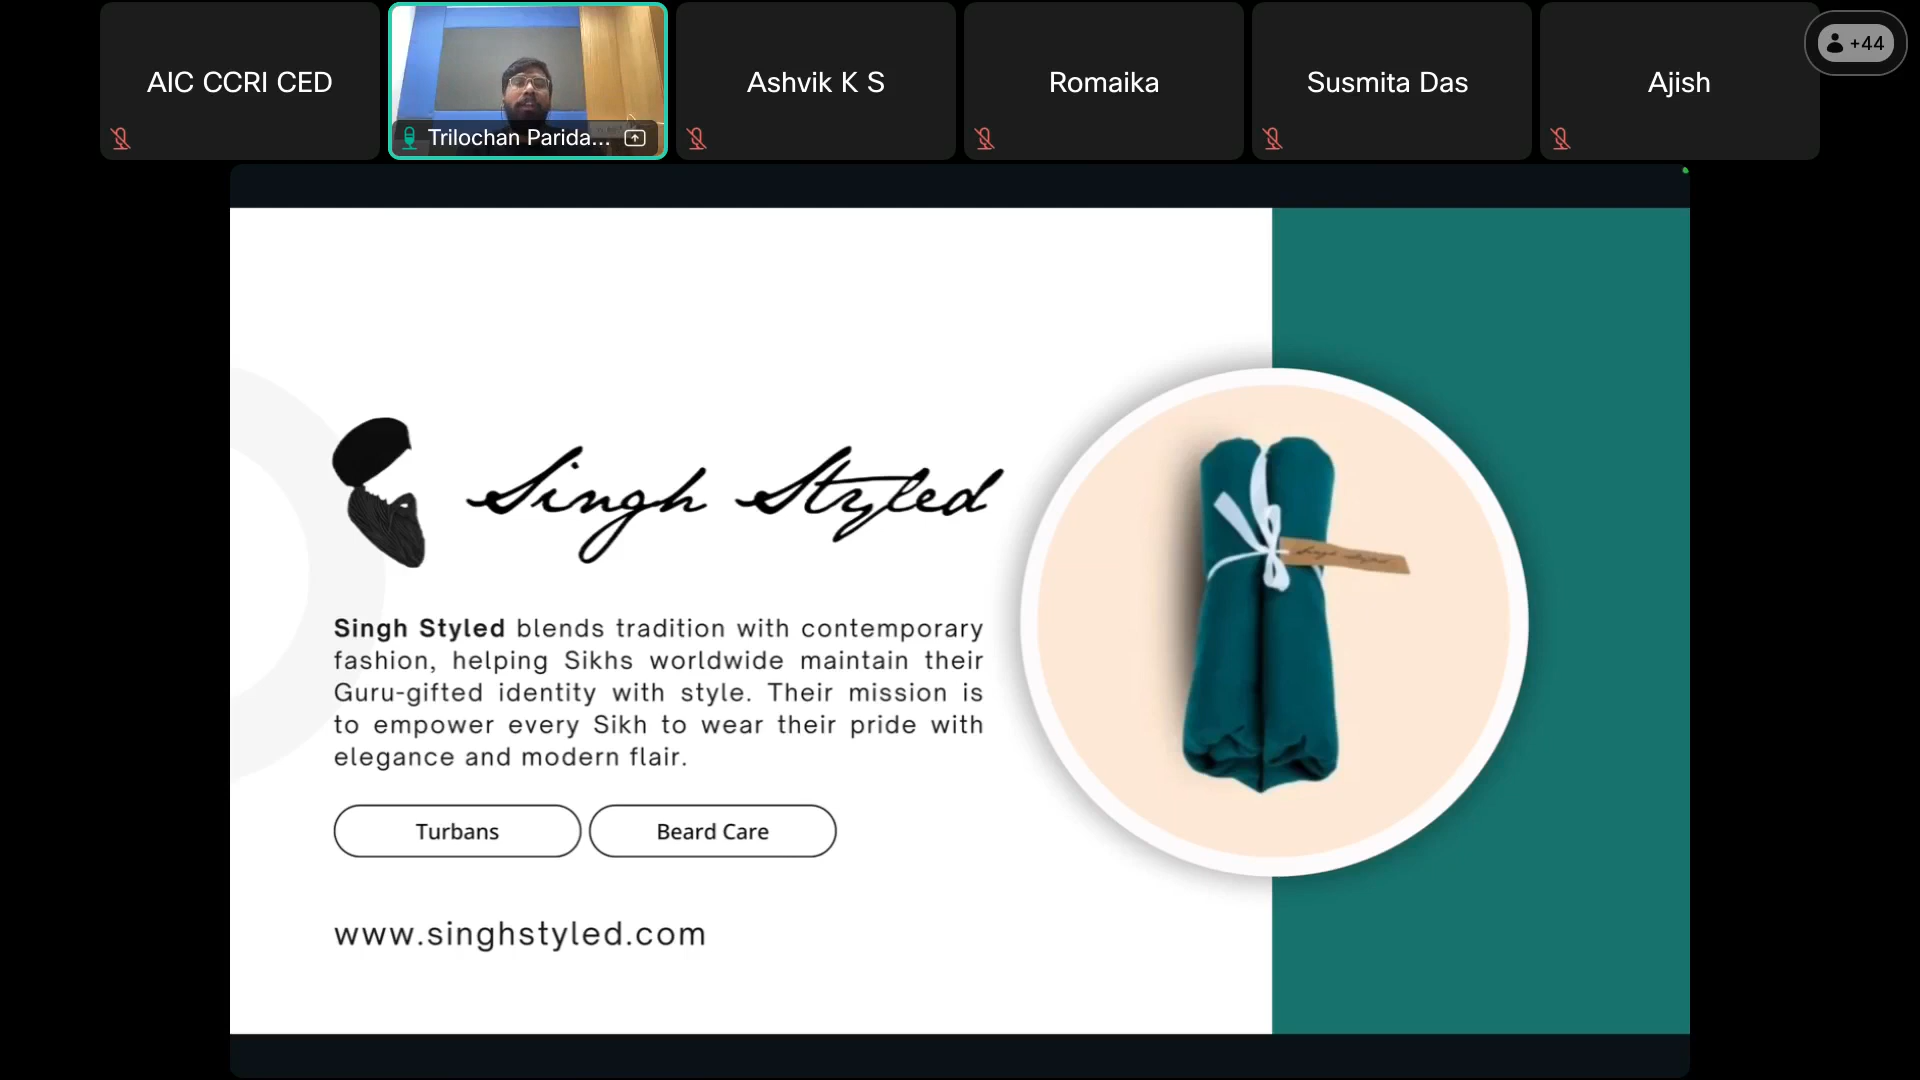 AIC CCRI CED
Trilochan Parida...
Ashvik K S
Romaika
Susmita Das
Ajish
+44
Singh Styled
Singh Styled
Singh Styled blends tradition with contemporary
fashion, helping Sikhs worldwide maintain their
Guru-gifted identity with style. Their mission is
to empower every Sikh to wear their pride with
elegance and modern flair.
Turbans
Beard Care
www.singhstyled.com